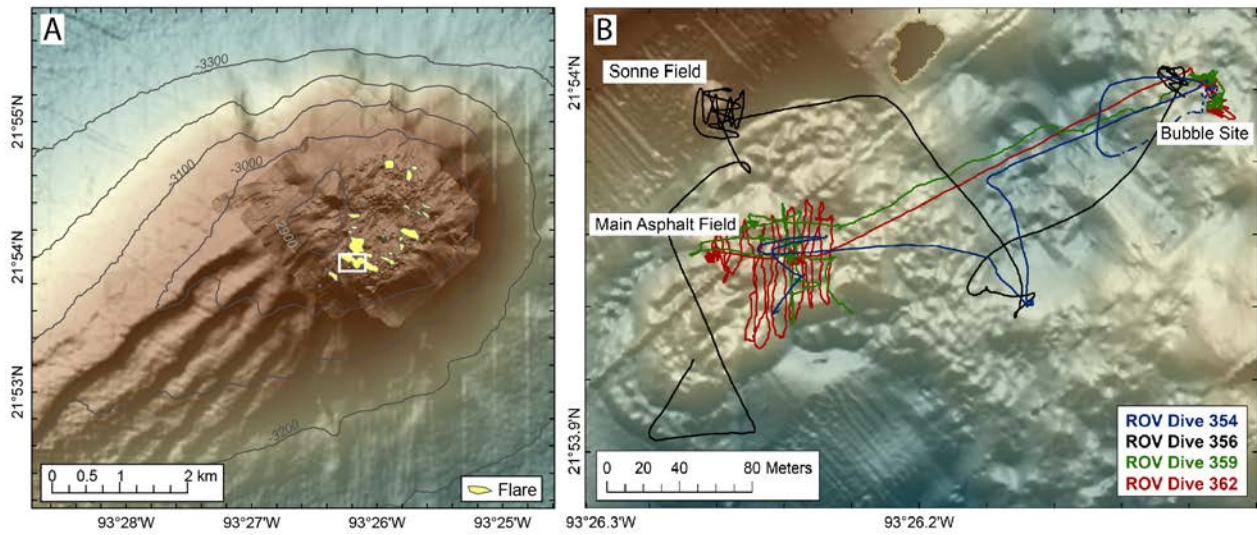 A
-3300
-3100
-3000
-2900
-3200
21°55'N
21°54'N
21°53'N
0 0.5 1 2 km
Flare
93°28'W 93°27'W 93°26'W 93°25'W
B
Sonne Field
Bubble Site
Main Asphalt Field
21°54'N
21°53.9'N
0 20 40 80 Meters
ROV Dive 354
ROV Dive 356
ROV Dive 359
ROV Dive 362
93°26.3'W 93°26.2'W